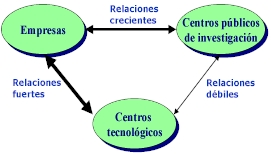 Relaciones
crecientes
Empresas
Centros públicos
de investigación
Relaciones
fuertes
Relaciones
débiles
Centros
tecnológicos